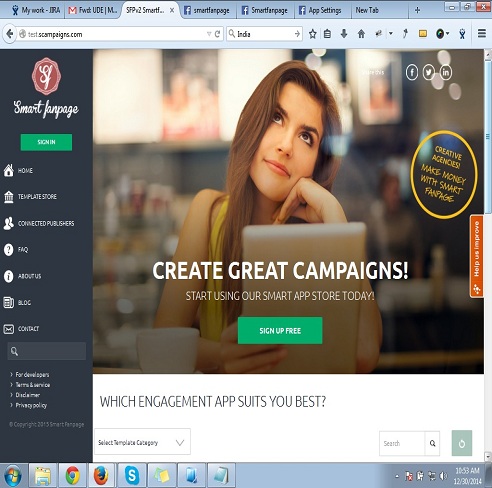 My work - JIRA
Fwd: UDE | M...
SFPv2 Smartf...
smartfanpage
Smartfanpage
App Settings
New Tab
test.scampaigns.com
India
Smart fanpage
SIGN IN
HOME
TEMPLATE STORE
CONNECTED PUBLISHERS
FAQ
ABOUT US
BLOG
CONTACT
For developers
Terms & service
Disclaimer
Privacy policy
© Copyright 2015 Smart Fanpage
CREATIVE
AGENCIES!
MAKE MONEY
WITH SMART
FANPAGE
Help us improve
CREATE GREAT CAMPAIGNS!
START USING OUR SMART APP STORE TODAY!
SIGN UP FREE
WHICH ENGAGEMENT APP SUITS YOU BEST?
Select Template Category
Search
10:53 AM
12/30/2014